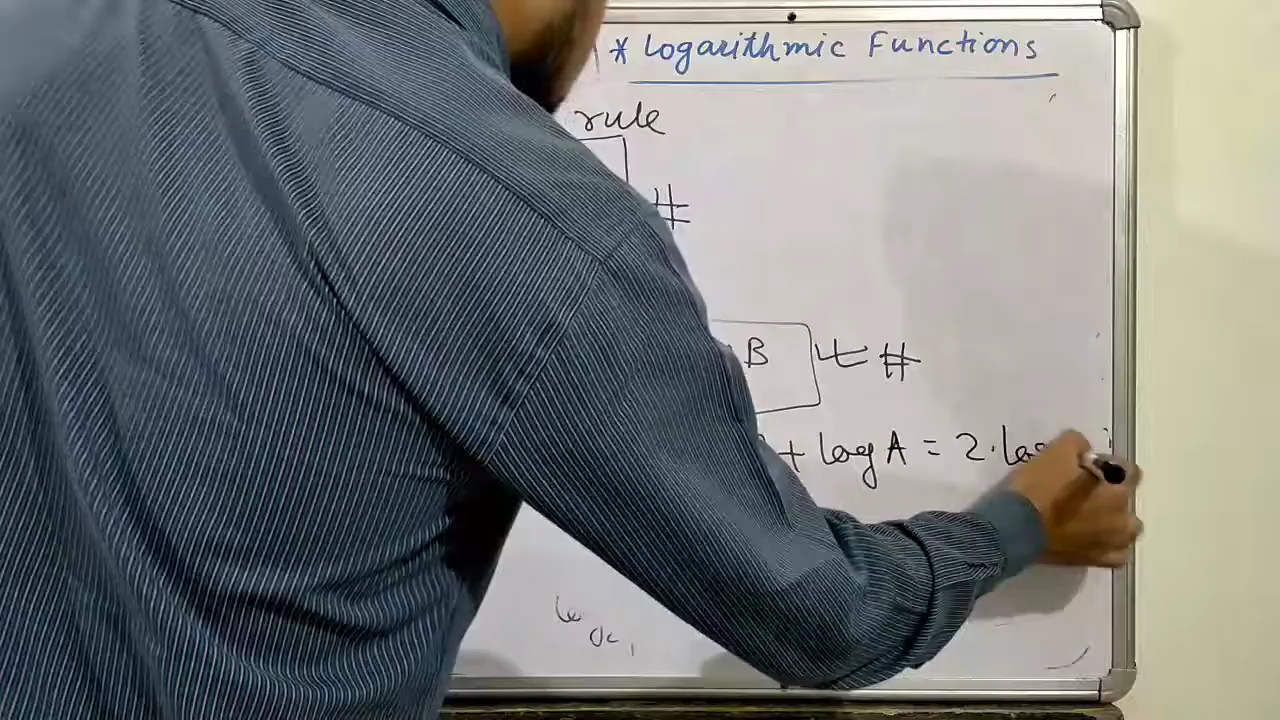 * Logarithmic Functions
rule
#
B #
+ log A = 2·log